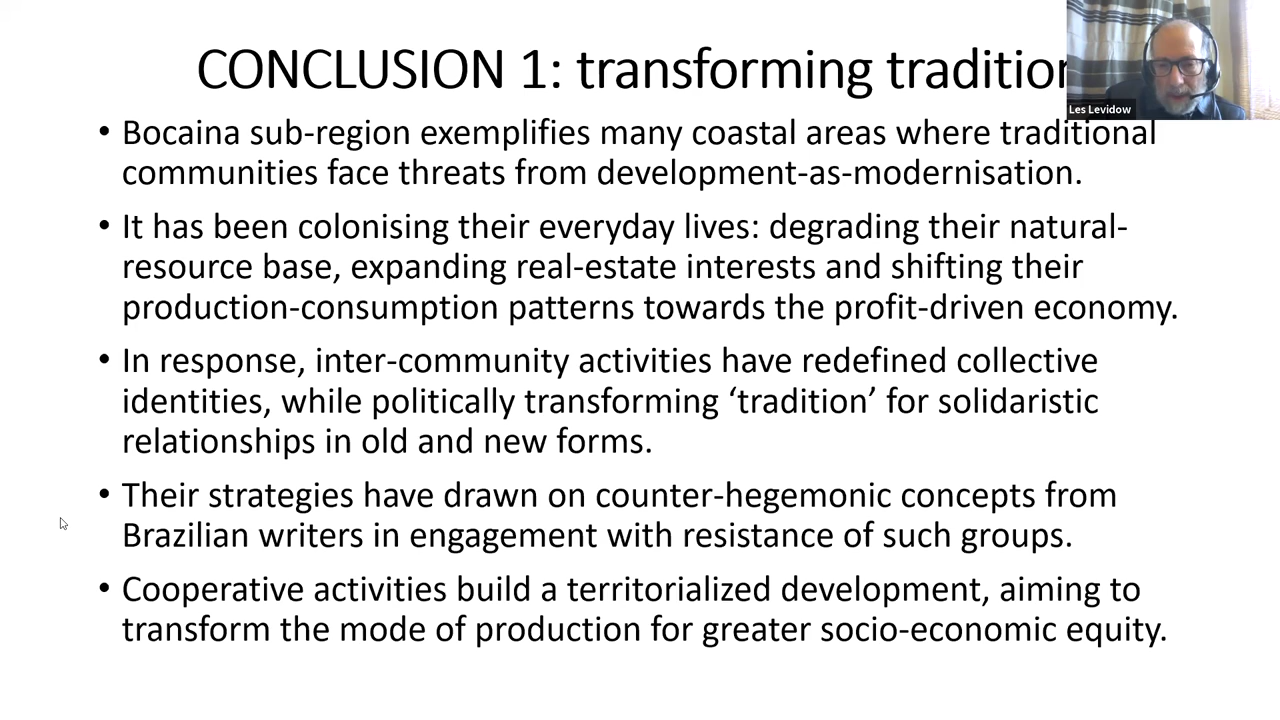 CONCLUSION 1: transforming tradition
Les Levidow
• Bocaina sub-region exemplifies many coastal areas where traditional
communities face threats from development-as-modernisation.
• It has been colonising their everyday lives: degrading their natural-
resource base, expanding real-estate interests and shifting their
production-consumption patterns towards the profit-driven economy.
• In response, inter-community activities have redefined collective
identities, while politically transforming ‘tradition’ for solidaristic
relationships in old and new forms.
• Their strategies have drawn on counter-hegemonic concepts from
Brazilian writers in engagement with resistance of such groups.
• Cooperative activities build a territorialized development, aiming to
transform the mode of production for greater socio-economic equity.